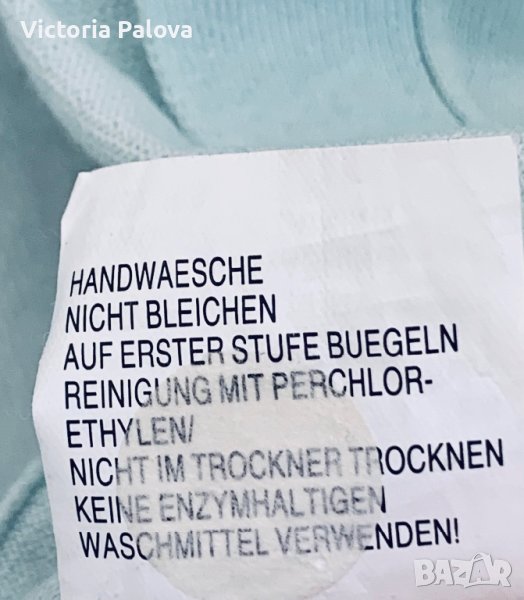 Victoria Palova
HANDWAESCHE
NICHT BLEICHEN
AUF ERSTER STUFE BUEGELN
REINIGUNG MIT PERCHLOR-
ETHYLEN/
NICHT IM TROCKNER TROCKNEN
KEINE ENZYMHALTIGEN
WASCHMITTEL VERWENDEN!
BAZAR